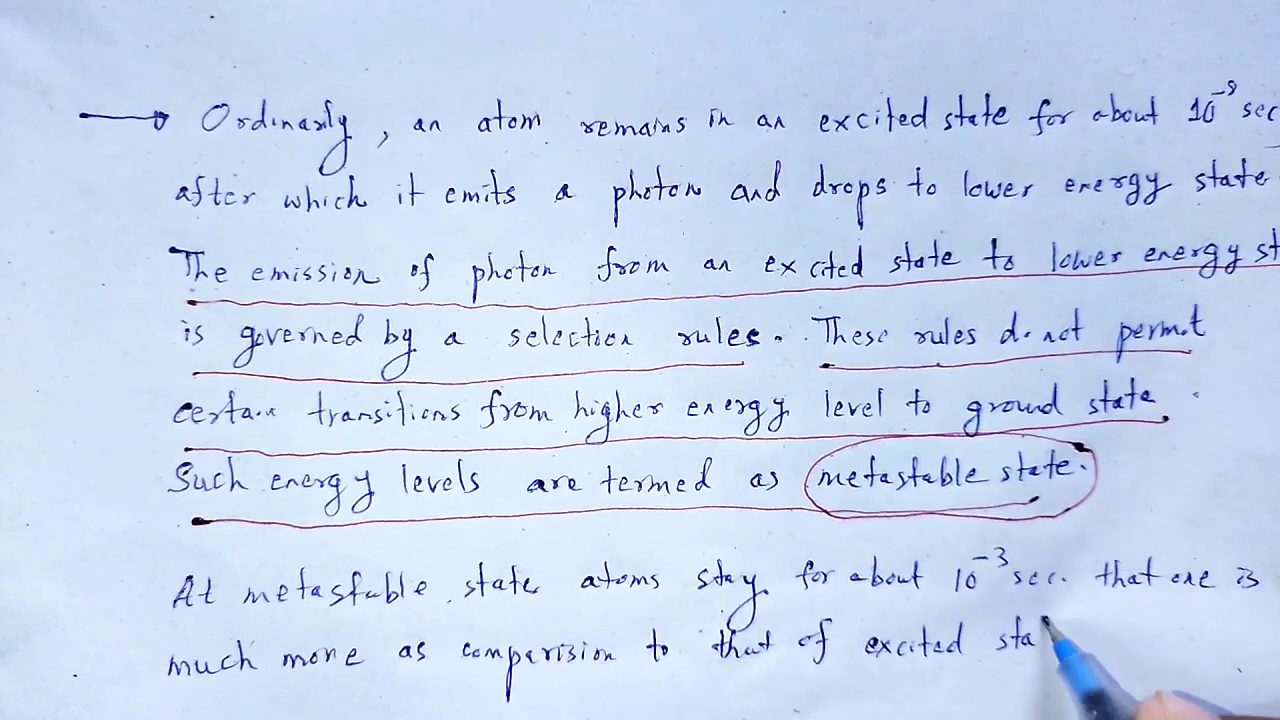 Ordinarily, an atom remains in an excited state for about 10⁻⁸ sec
after which it emits a photon and drops to lower energy state
The emission of photon from an excited state to lower energy st
is governed by a selection rules. These rules do not permit
certain transitions from higher energy level to ground state.
Such energy levels are termed as metastable state.
At metastable state atoms stay for about 10⁻³ sec. that one is
much more as comparision to that of excited sta